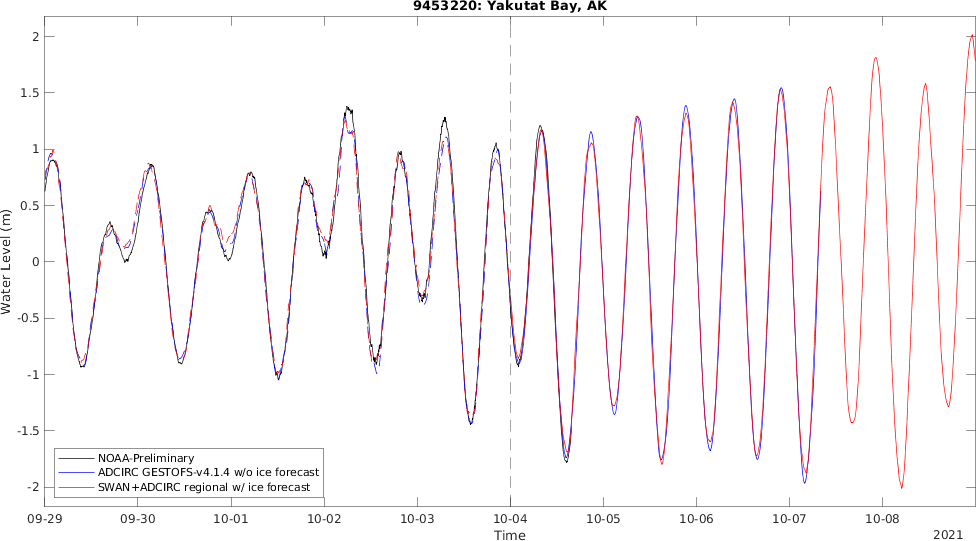 9453220: Yakutat Bay, AK
Water Level (m)
2
1.5
1
0.5
0
-0.5
-1
-1.5
-2
NOAA-Preliminary
ADCIRC GESTOFS-v4.1.4 w/o ice forecast
SWAN+ADCIRC regional w/ ice forecast
09-29 09-30 10-01 10-02 10-03 10-04 10-05 10-06 10-07 10-08
Time
2021